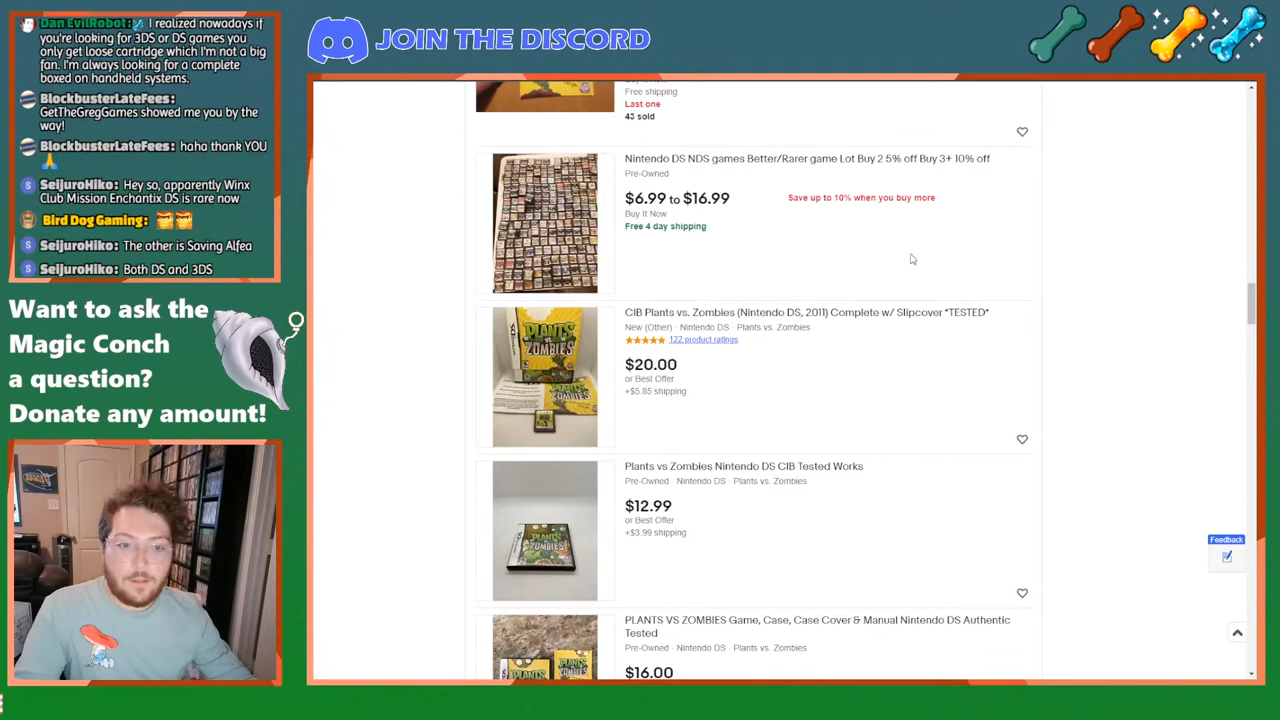 Dan EvilRobot: I realized nowadays if
you're looking for 3DS or DS games you
only get loose cartridge which I'm not a big
fan. I'm always looking for a complete
boxed on handheld systems.
BlockbusterLateFees:
GetTheGregGames showed me you by the
way!
BlockbusterLateFees: haha thank YOU
SeijuroHiko: Hey so, apparently Winx
Club Mission Enchantix DS is rare now
Bird Dog Gaming:
SeijuroHiko: The other is Saving Alfea
SeijuroHiko: Both DS and 3DS
Want to ask the
Magic Conch
a question?
Donate any amount!
JOIN THE DISCORD
Free shipping
Last one
43 sold
Nintendo DS NDS games Better/Rarer game Lot Buy 2 5% off Buy 3+ 10% off
Pre-Owned
$6.99 to $16.99
Save up to 10% when you buy more
Buy It Now
Free 4 day shipping
CIB Plants vs. Zombies (Nintendo DS, 2011) Complete w/ Slipcover *TESTED*
New (Other) · Nintendo DS · Plants vs. Zombies
122 product ratings
$20.00
or Best Offer
+$5.85 shipping
PLANTS VS. ZOMBIES
Plants vs Zombies Nintendo DS CIB Tested Works
Pre-Owned · Nintendo DS · Plants vs. Zombies
$12.99
or Best Offer
+$3.99 shipping
PLANTS ZOMBIES
PLANTS VS ZOMBIES Game, Case, Case Cover & Manual Nintendo DS Authentic
Tested
Pre-Owned · Nintendo DS · Plants vs. Zombies
$16.00
Feedback